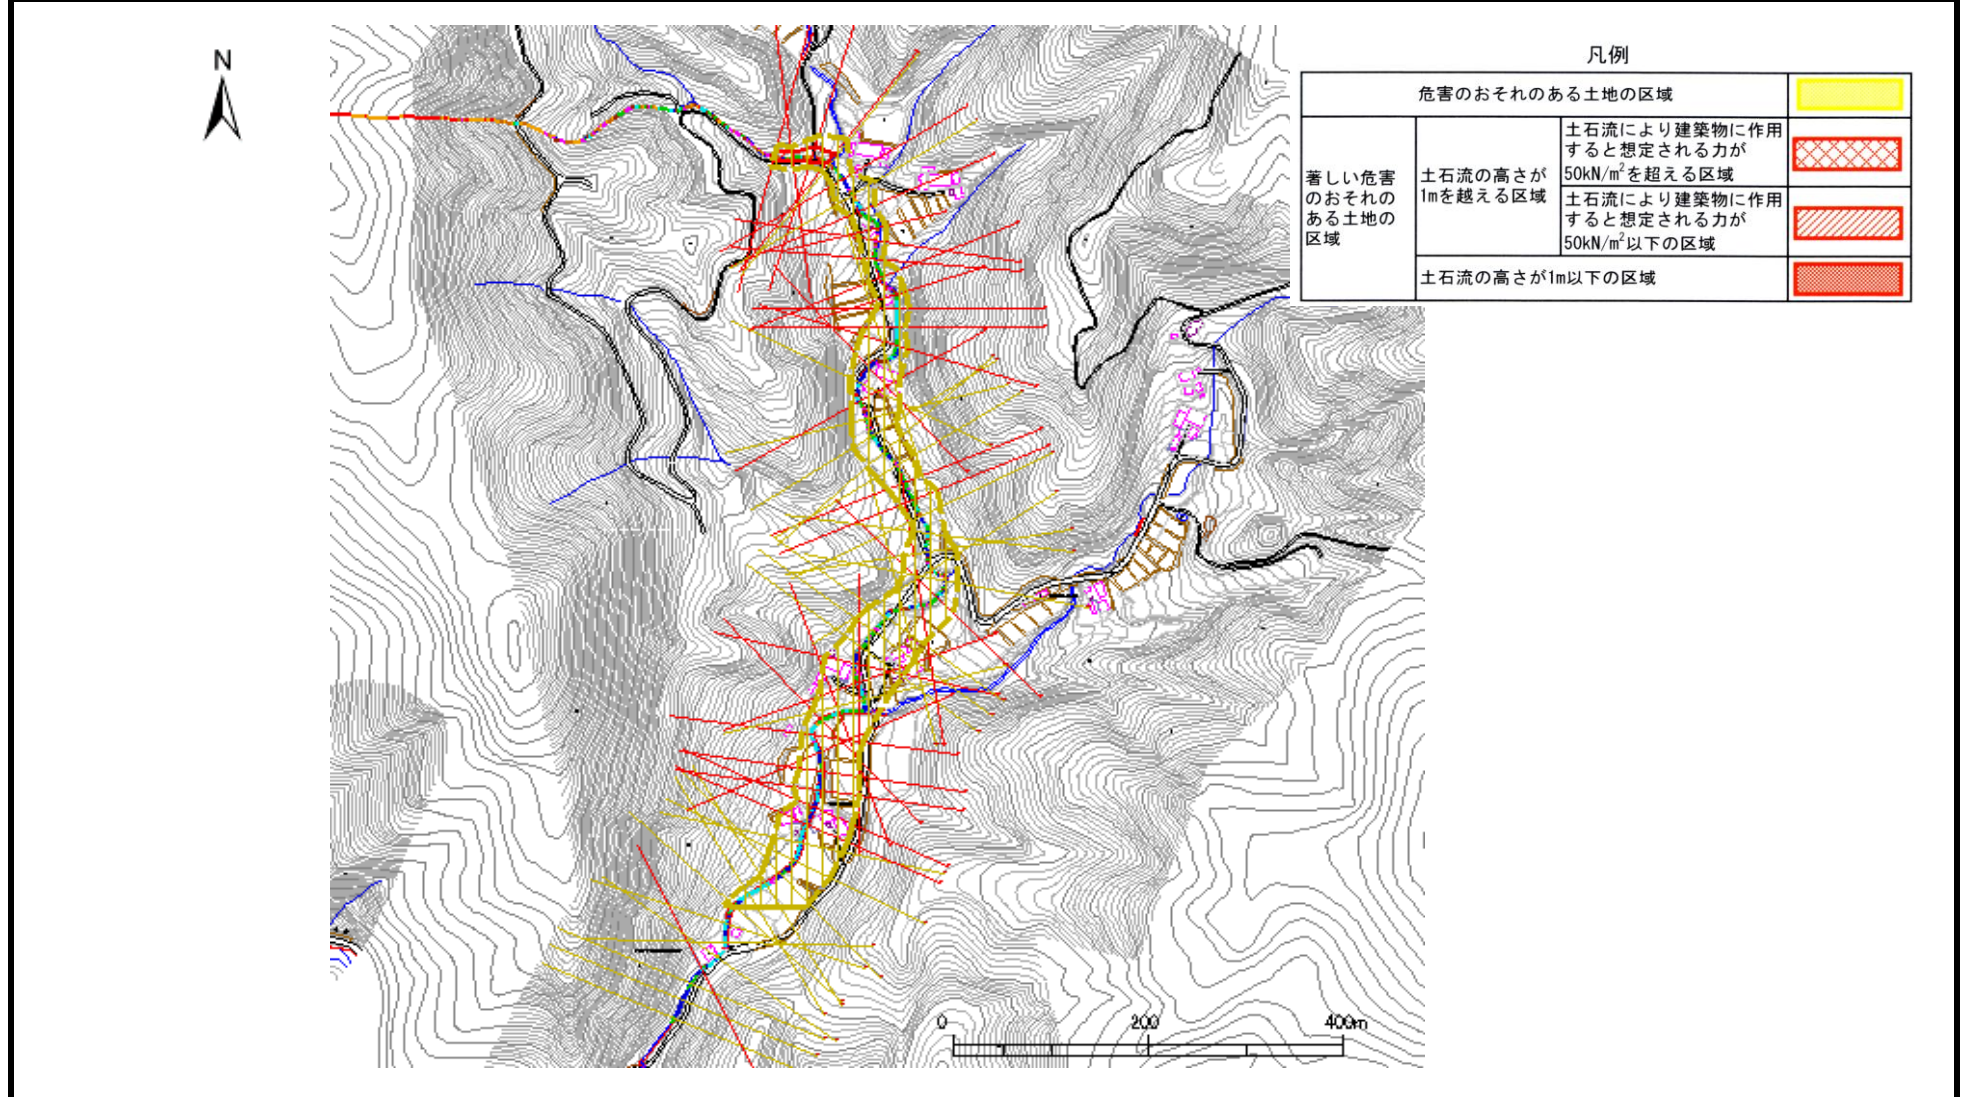 N
凡例
危害のおそれのある土地の区域
著しい危害
のおそれの
ある土地の
区域
土石流の高さが
1mを越える区域
土石流により建築物に作用
すると想定される力が
50kN/m²を超える区域
土石流により建築物に作用
すると想定される力が
50kN/m²以下の区域
土石流の高さが1m以下の区域
0 200 400m